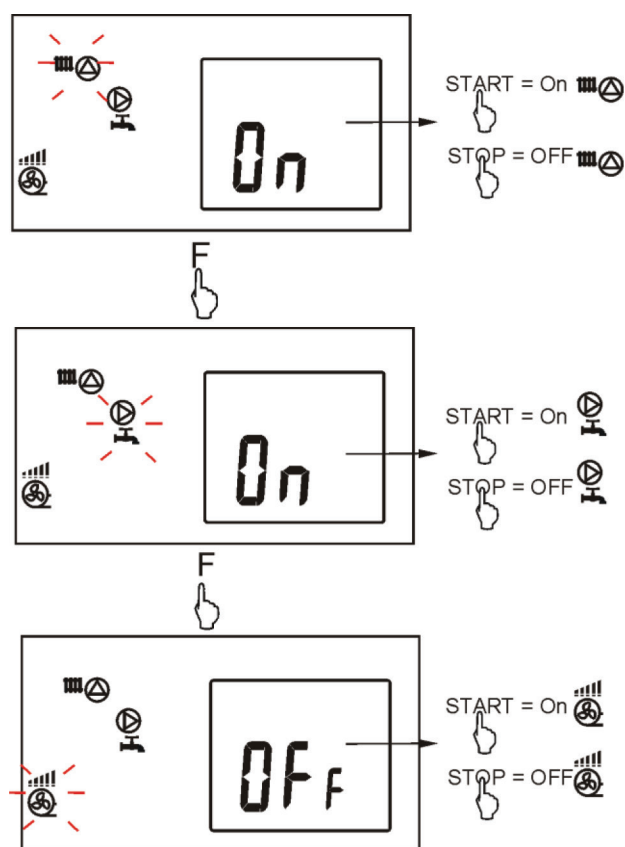 START = On
On
STOP = OFF
F
START = On
On
STOP = OFF
F
START = On
OFF
STOP = OFF